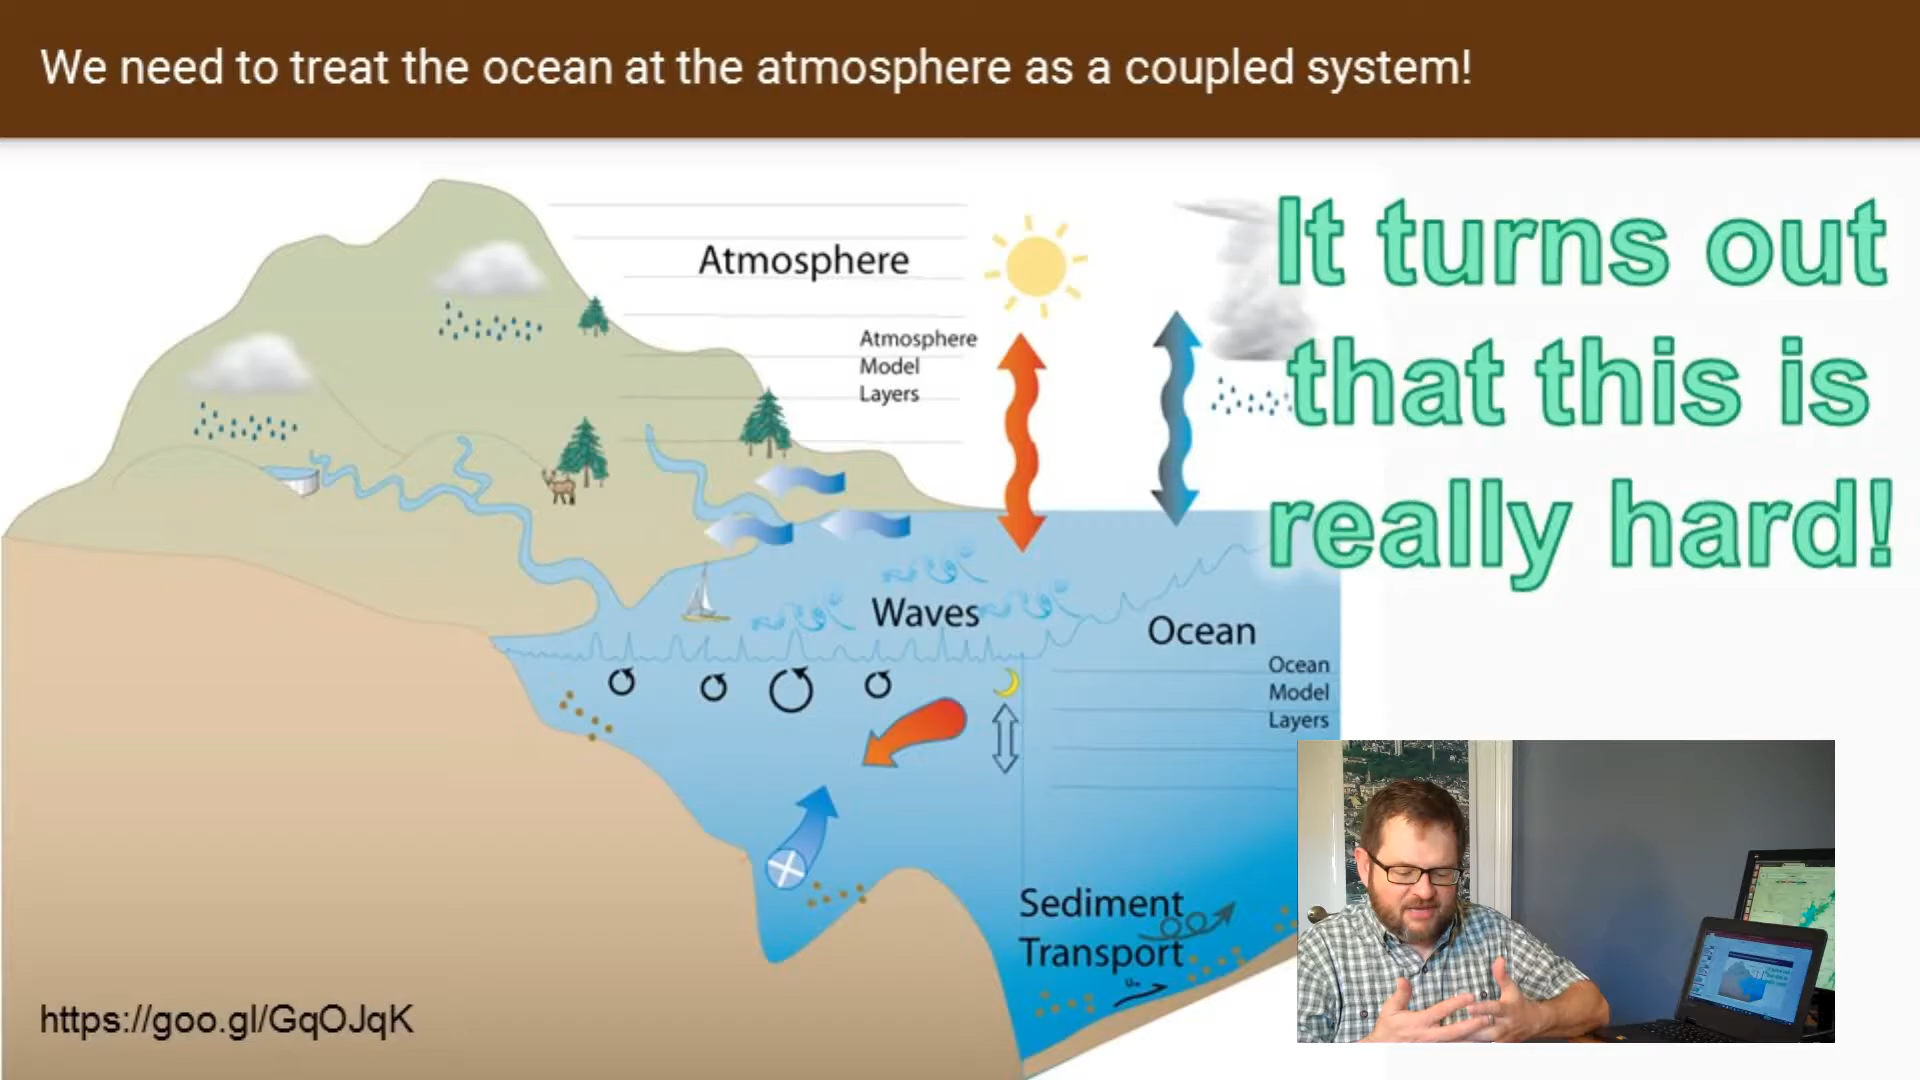 We need to treat the ocean at the atmosphere as a coupled system!
Atmosphere
Atmosphere
Model
Layers
It turns out
that this is
really hard!
Waves
Ocean
Ocean
Model
Layers
Sediment
Transport
https://goo.gl/GqOJqK